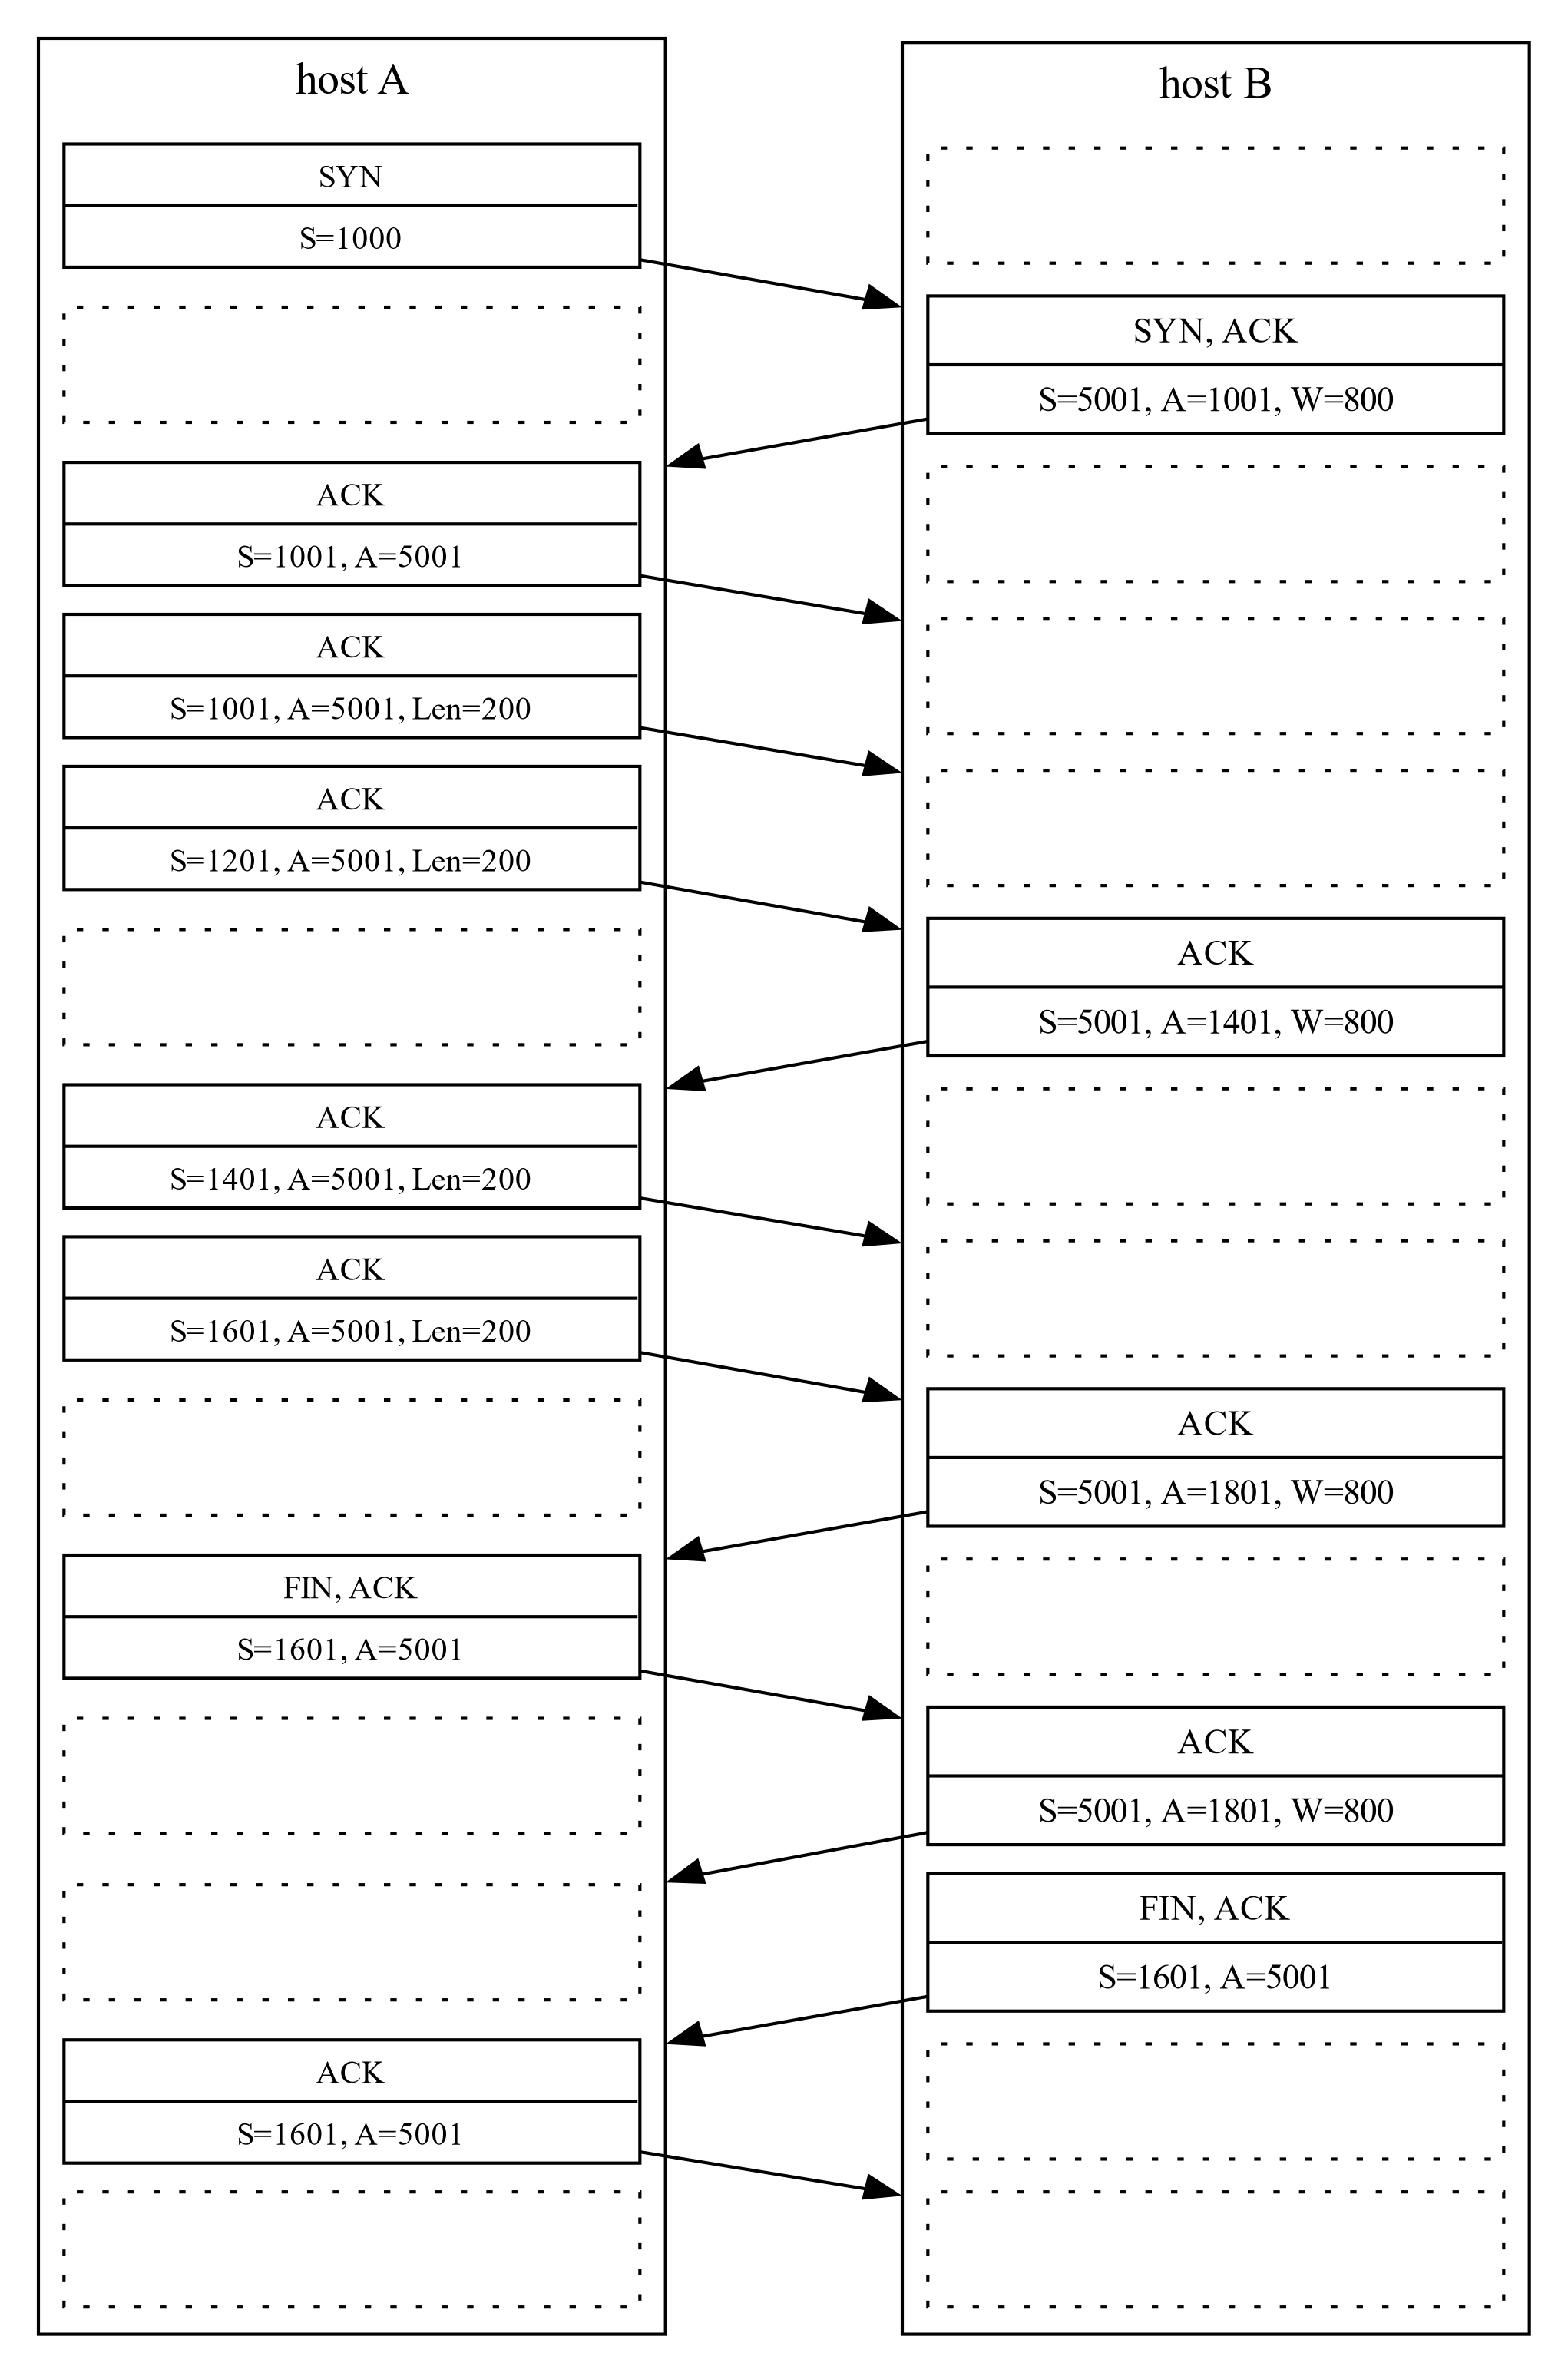 host A
host B
SYN
S=1000
SYN, ACK
S=5001, A=1001, W=800
ACK
S=1001, A=5001
ACK
S=1001, A=5001, Len=200
ACK
S=1201, A=5001, Len=200
ACK
S=5001, A=1401, W=800
ACK
S=1401, A=5001, Len=200
ACK
S=1601, A=5001, Len=200
ACK
S=5001, A=1801, W=800
FIN, ACK
S=1601, A=5001
ACK
S=5001, A=1801, W=800
FIN, ACK
S=1601, A=5001
ACK
S=1601, A=5001